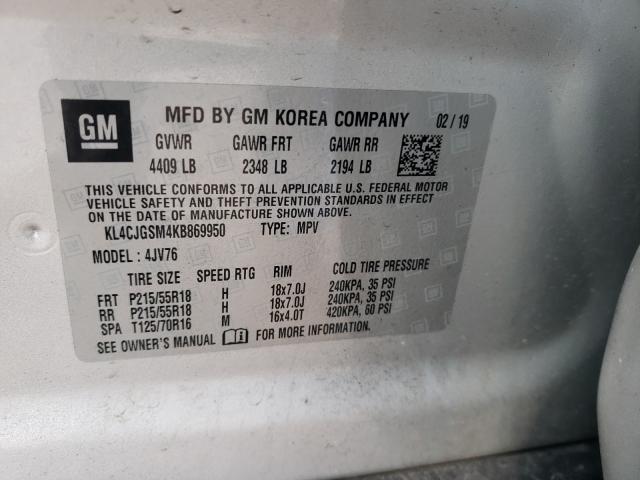 GM
MFD BY GM KOREA COMPANY 02/19
GVWR GAWR FRT GAWR RR
4409 LB 2348 LB 2194 LB
THIS VEHICLE CONFORMS TO ALL APPLICABLE U.S. FEDERAL MOTOR
VEHICLE SAFETY AND THEFT PREVENTION STANDARDS IN EFFECT ON
THE DATE OF MANUFACTURE SHOWN ABOVE.
KL4CJGSM4KB869950 TYPE: MPV
MODEL: 4JV76
TIRE SIZE SPEED RTG RIM COLD TIRE PRESSURE
FRT P215/55R18 H 18x7.0J 240KPA, 35 PSI
RR P215/55R18 H 18x7.0J 240KPA, 35 PSI
SPA T125/70R16 M 16x4.0T 420KPA, 60 PSI
SEE OWNER'S MANUAL FOR MORE INFORMATION